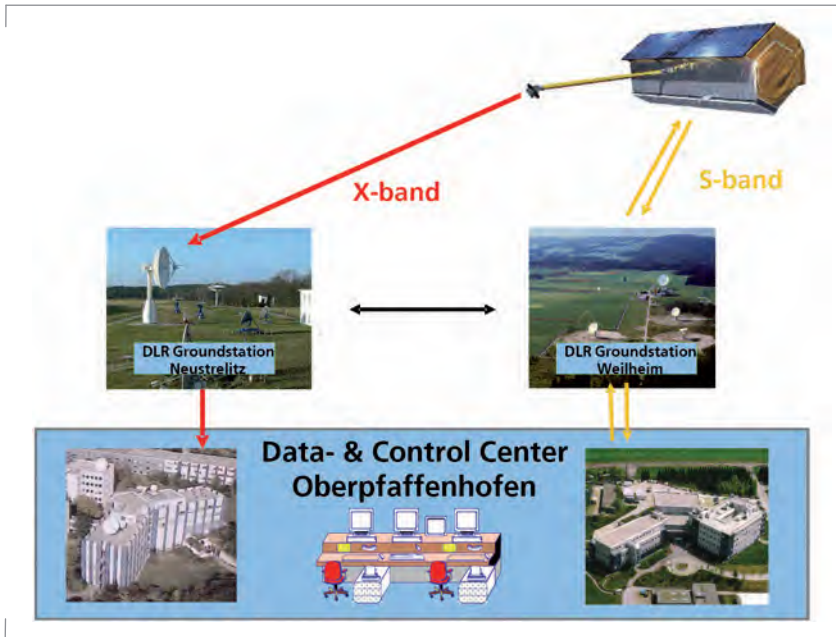 X-band
S-band
DLR Groundstation
Neustrelitz
DLR Groundstation
Weilheim
Data- & Control Center
Oberpfaffenhofen